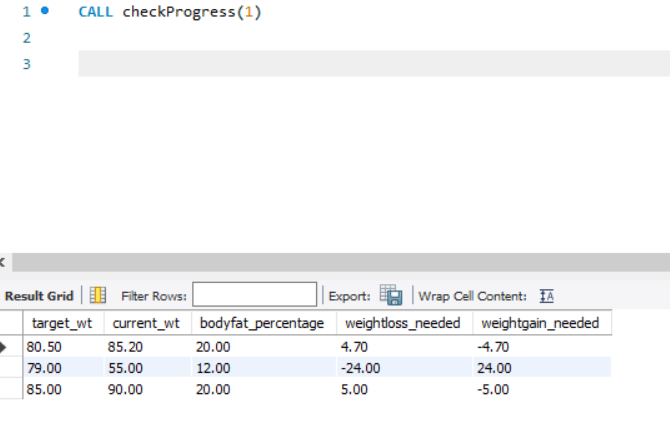 1 CALL checkProgress(1)
2
3
Result Grid Filter Rows: Export: Wrap Cell Content: IA
target_wt current_wt bodyfat_percentage weightloss_needed weightgain_needed
80.50 85.20 20.00 4.70 -4.70
79.00 55.00 12.00 -24.00 24.00
85.00 90.00 20.00 5.00 -5.00